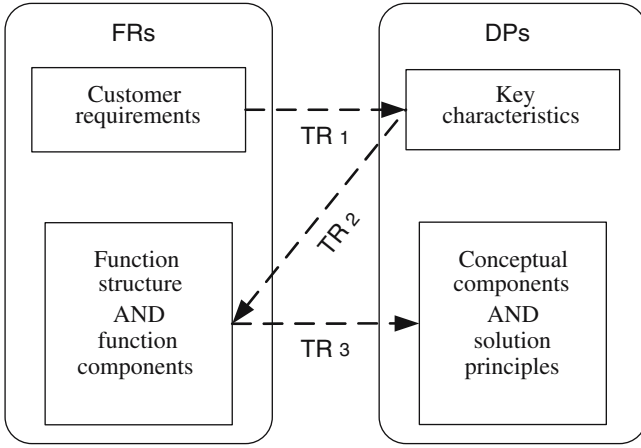 FRs
DPs
Customer
requirements
Key
characteristics
TR 1
TR 2
Function
structure
AND
function
components
Conceptual
components
AND
solution
principles
TR 3